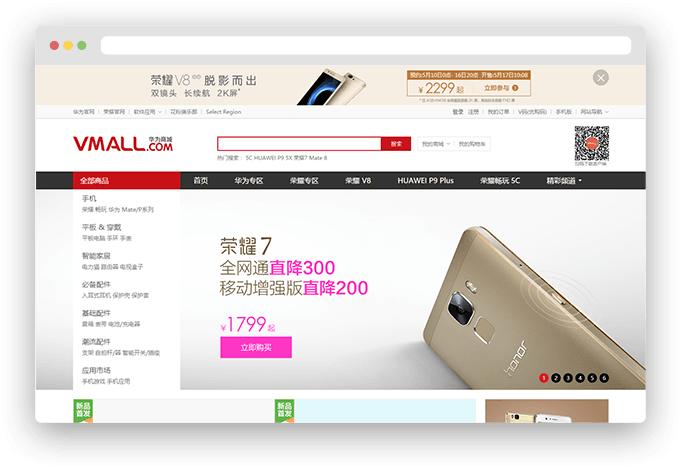 荣耀 V8 脱影而出
双镜头 长续航 2K屏
预约:5月10日0点- 16日20点 开售:5月17日10:08
¥ 2299 起 立即参与
华为官网 荣耀官网 软件应用 花粉俱乐部 Select Region
登录 注册 我的订单 V码(优购码) 手机版 网站导航
VMALL.COM 华为商城
搜索
我的商城 我的购物车
热门搜索： 5C HUAWEI P9 5X 荣耀7 Mate 8
全部商品 首页 华为专区 荣耀专区 荣耀 V8 HUAWEI P9 Plus 荣耀畅玩 5C 精彩频道
手机
荣耀 畅玩 华为 Mate/P系列
平板 & 穿戴
平板电脑 手环 手表
智能家居
电力猫 路由器 电视盒子
必备配件
入耳式耳机 保护壳 保护套
基础配件
音箱 表带 电池/充电器
潮流配件
支架 自拍杆/器 智能开关/插座
应用市场
手机游戏 手机应用
荣耀7
全网通直降300
移动增强版直降200
¥1799 起
立即购买
honor
1 2 3 4 5 6
新品
首发
新品
首发